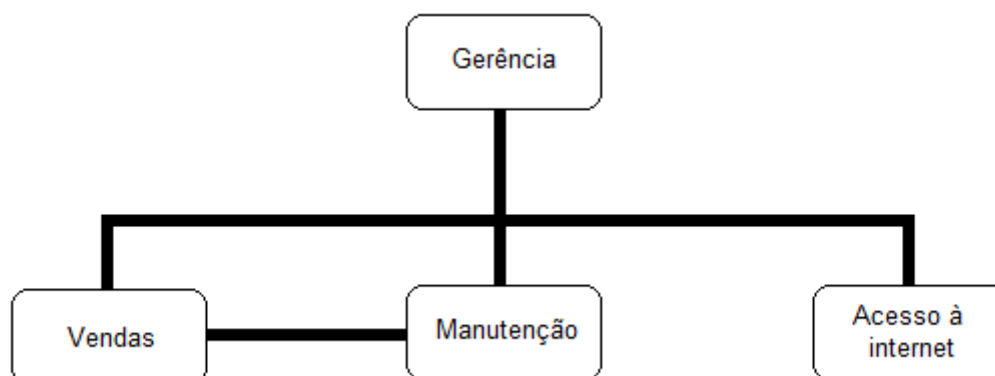 Gerência
Vendas
Manutenção
Acesso à
internet